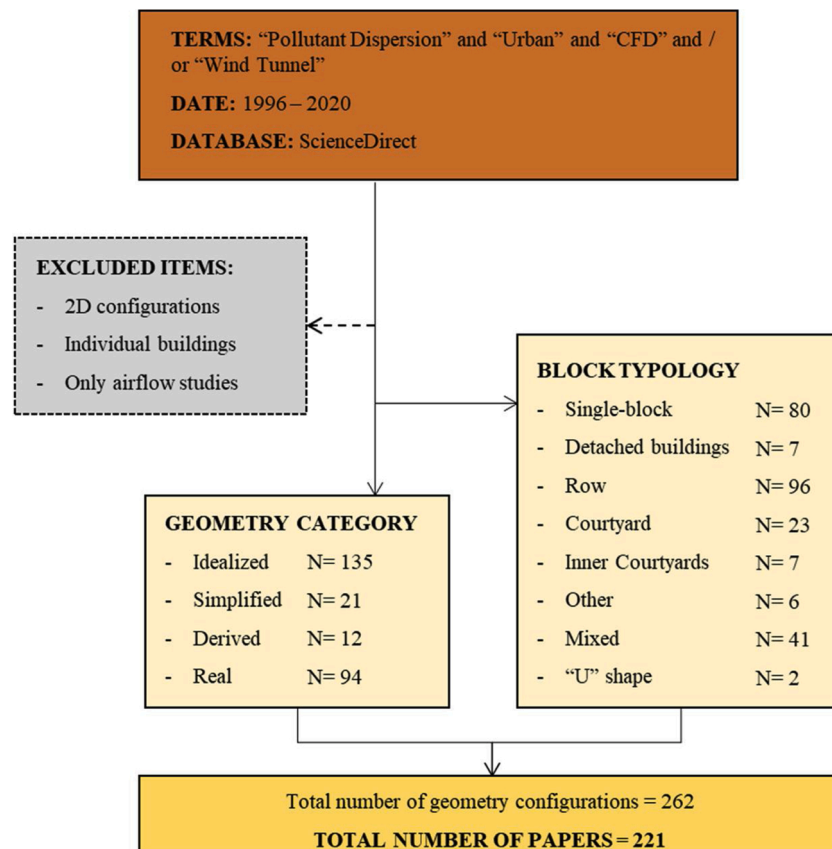 TERMS: “Pollutant Dispersion” and “Urban” and “CFD” and /
or “Wind Tunnel”
DATE: 1996 – 2020
DATABASE: ScienceDirect
EXCLUDED ITEMS:
- 2D configurations
- Individual buildings
- Only airflow studies
BLOCK TYPOLOGY
- Single-block N= 80
- Detached buildings N= 7
- Row N= 96
- Courtyard N= 23
- Inner Courtyards N= 7
- Other N= 6
- Mixed N= 41
- “U” shape N= 2
GEOMETRY CATEGORY
- Idealized N= 135
- Simplified N= 21
- Derived N= 12
- Real N= 94
Total number of geometry configurations = 262
TOTAL NUMBER OF PAPERS = 221